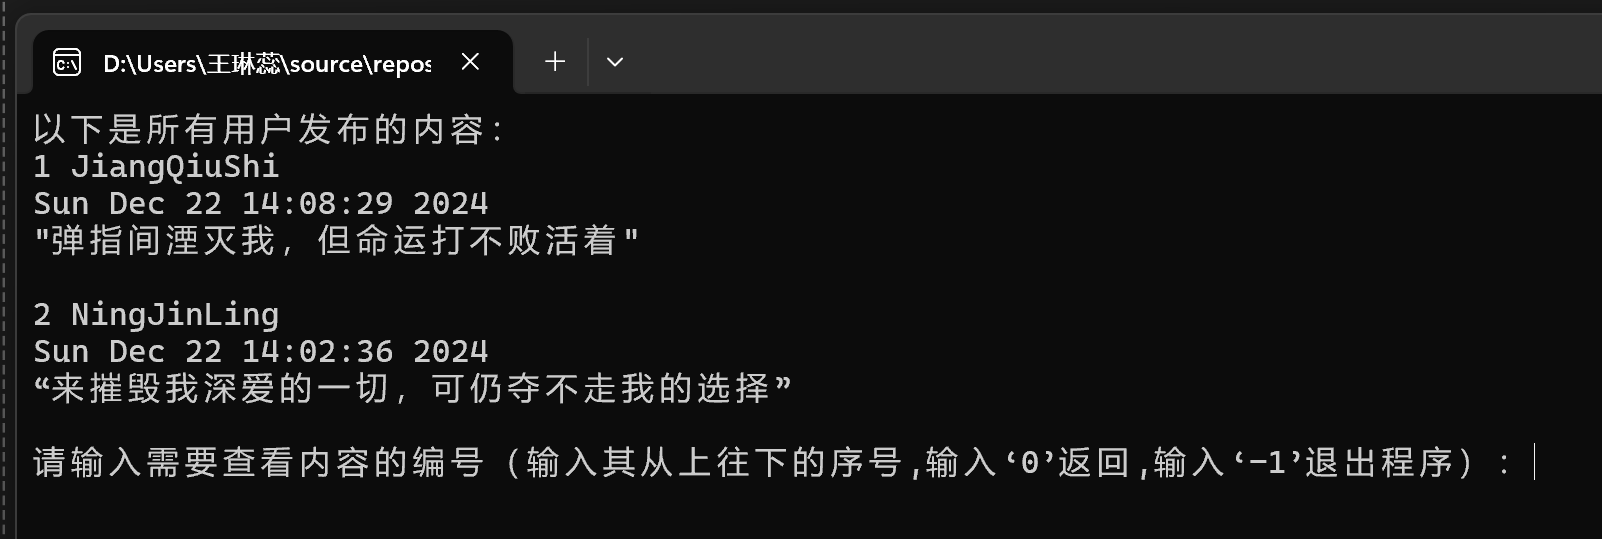 D:\Users\王琳蕊\source\repos
以下是所有用户发布的内容：
1 JiangQiuShi
Sun Dec 22 14:08:29 2024
"弹指间湮灭我，但命运打不败活着"
2 NingJinLing
Sun Dec 22 14:02:36 2024
“来摧毁我深爱的一切，可仍夺不走我的选择”
请输入需要查看内容的编号（输入其从上往下的序号,输入‘0’返回,输入‘-1’退出程序）：